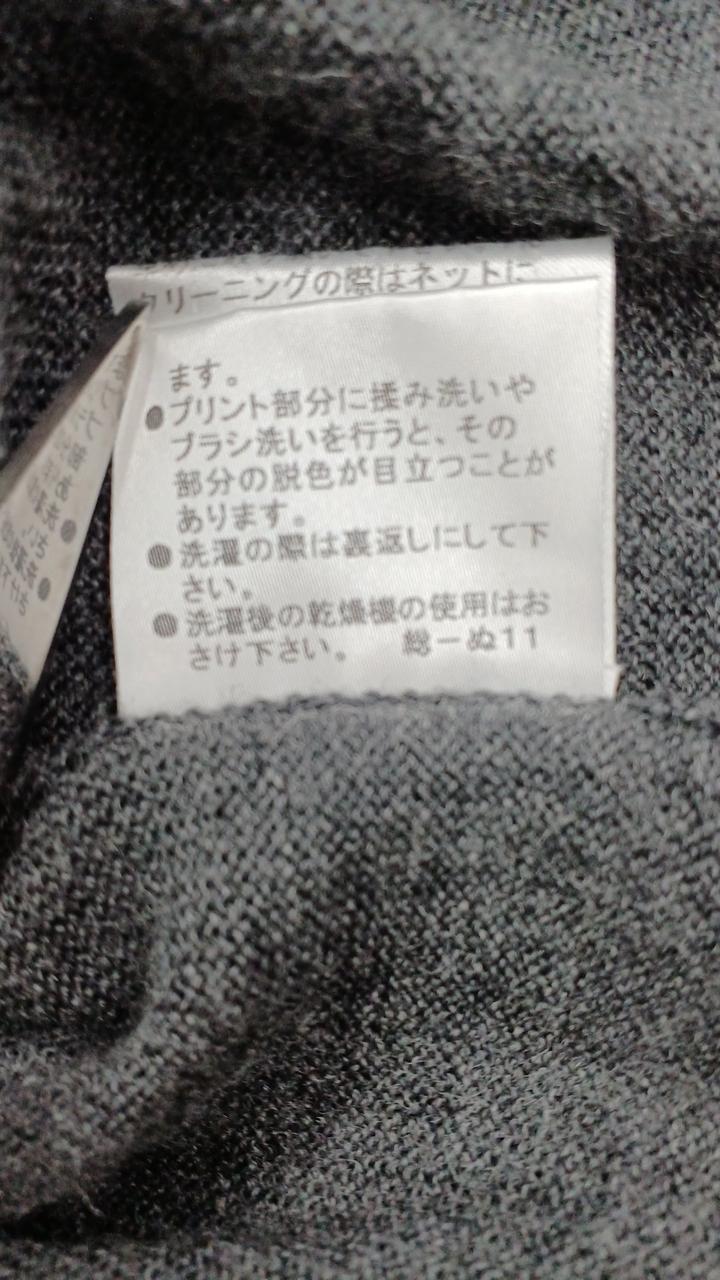 クリーニングの際はネットに
ます。
●プリント部分に揉み洗いや
ブラシ洗いを行うと、その
部分の脱色が目立つことが
あります。
●洗濯の際は裏返しにして下
さい。
●洗濯後の乾燥機の使用はお
さけ下さい。 総ーぬ11